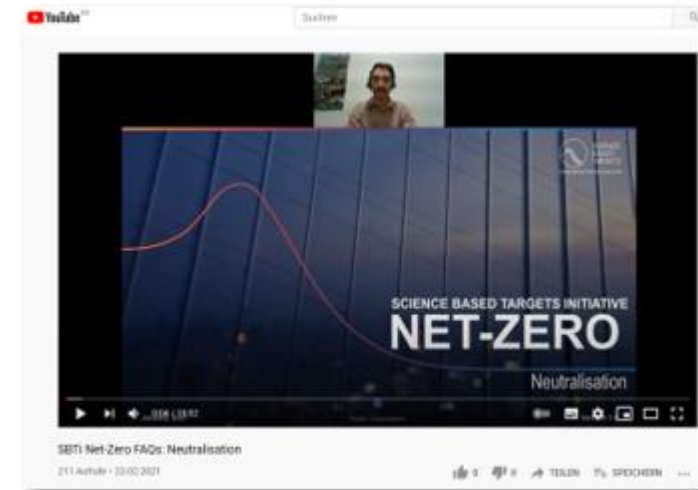 YouTube
Suchen
SCIENCE BASED TARGETS INITIATIVE
NET-ZERO
Neutralisation
SBTi Net-Zero FAQs: Neutralisation
211 Aufrufe • 23.02.2021
TEILEN
SPEICHERN